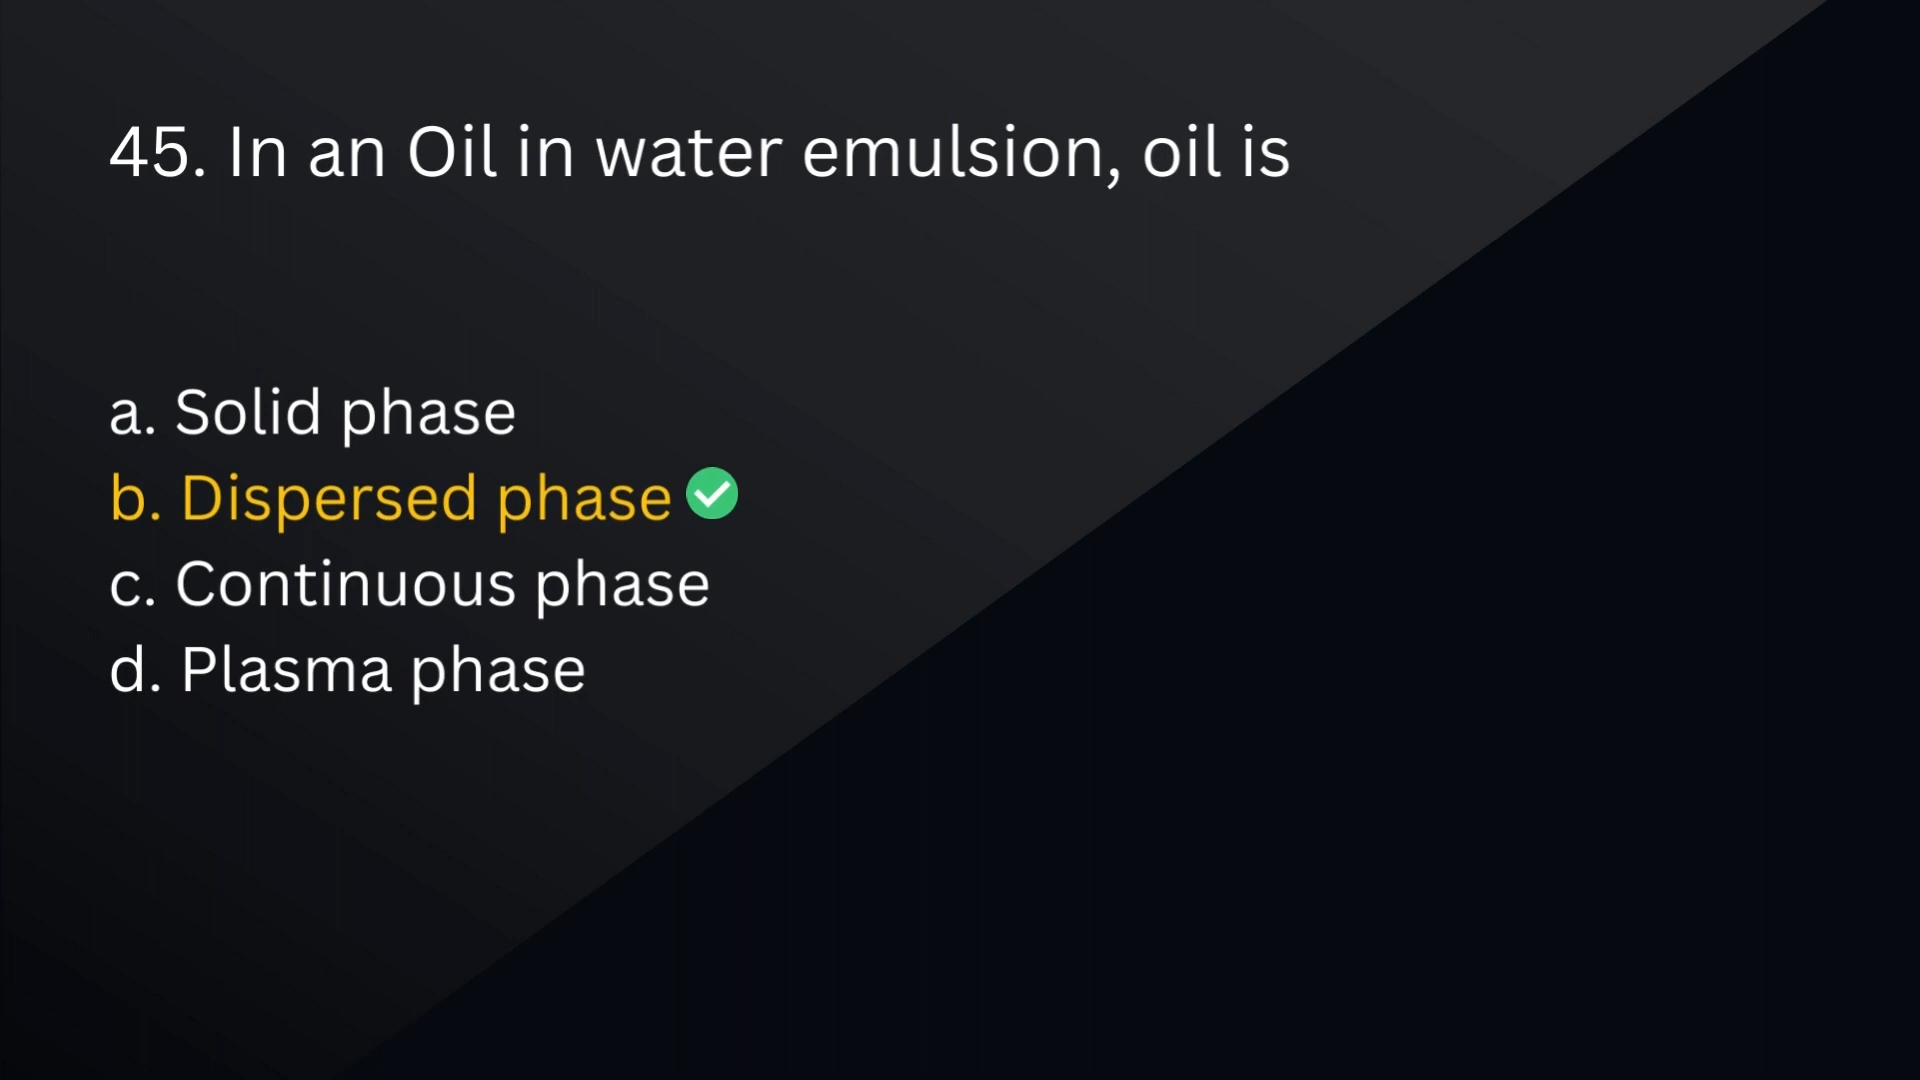 45. In an Oil in water emulsion, oil is
a. Solid phase
b. Dispersed phase
c. Continuous phase
d. Plasma phase